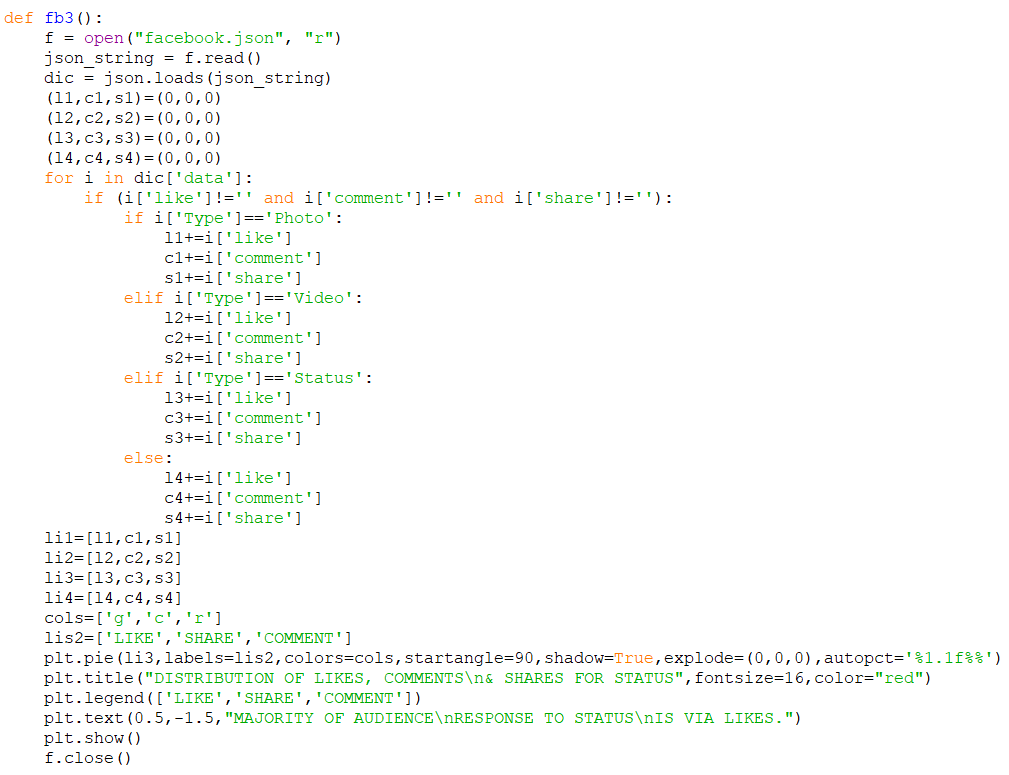 def fb3():
    f = open("facebook.json", "r")
    json_string = f.read()
    dic = json.loads(json_string)
    (l1,c1,s1)=(0,0,0)
    (l2,c2,s2)=(0,0,0)
    (l3,c3,s3)=(0,0,0)
    (l4,c4,s4)=(0,0,0)
    for i in dic['data']:
        if (i['like']!='' and i['comment']!='' and i['share']!=''):
            if i['Type']=='Photo':
                l1+=i['like']
                c1+=i['comment']
                s1+=i['share']
            elif i['Type']=='Video':
                l2+=i['like']
                c2+=i['comment']
                s2+=i['share']
            elif i['Type']=='Status':
                l3+=i['like']
                c3+=i['comment']
                s3+=i['share']
            else:
                l4+=i['like']
                c4+=i['comment']
                s4+=i['share']
    li1=[l1,c1,s1]
    li2=[l2,c2,s2]
    li3=[l3,c3,s3]
    li4=[l4,c4,s4]
    cols=['g','c','r']
    lis2=['LIKE','SHARE','COMMENT']
    plt.pie(li3,labels=lis2,colors=cols,startangle=90,shadow=True,explode=(0,0,0),autopct='%1.1f%%')
    plt.title("DISTRIBUTION OF LIKES, COMMENTS\n& SHARES FOR STATUS",fontsize=16,color="red")
    plt.legend(['LIKE','SHARE','COMMENT'])
    plt.text(0.5,-1.5,"MAJORITY OF AUDIENCE\nRESPONSE TO STATUS\nIS VIA LIKES.")
    plt.show()
    f.close()